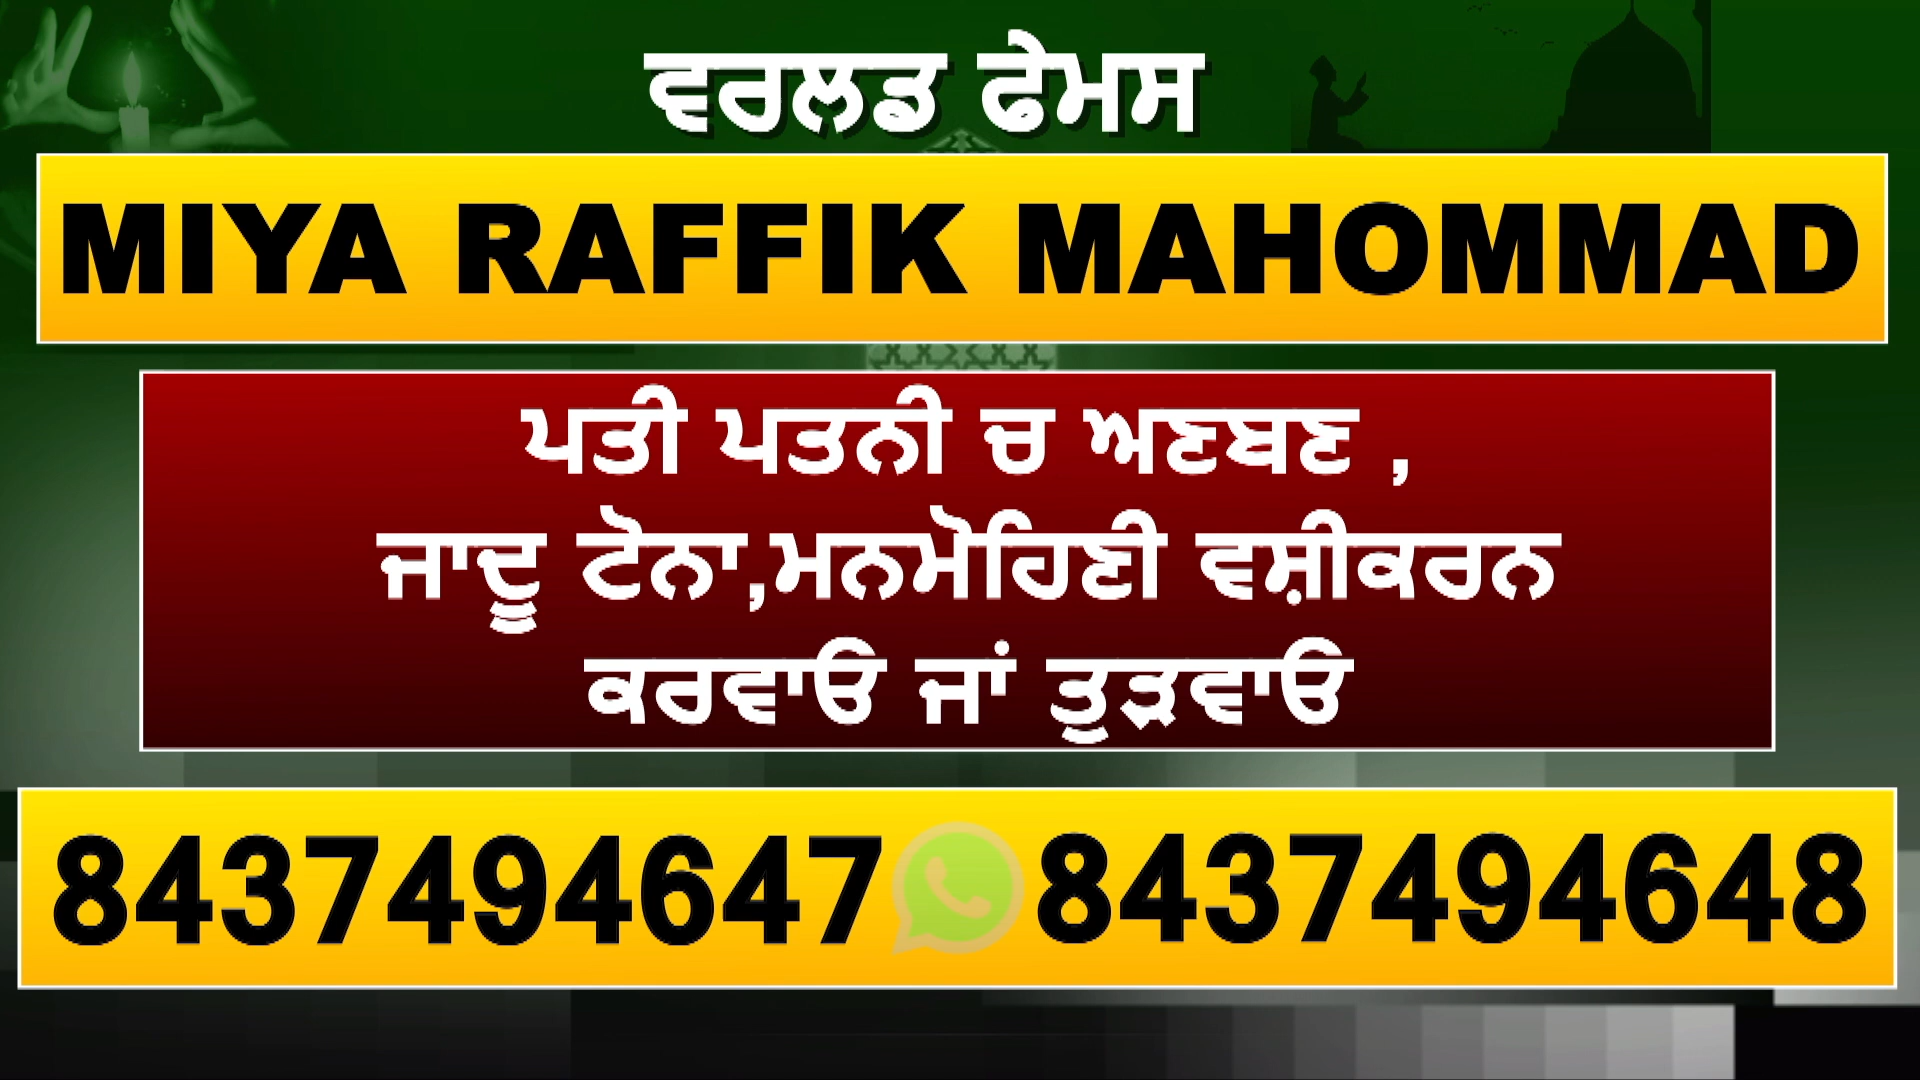 ਵਰਲਡ ਫੇਮਸ
MIYA RAFFIK MAHOMMAD
ਪਤੀ ਪਤਨੀ ਚ ਅਣਬਣ ,
ਜਾਦੂ ਟੋਨਾ,ਮਨਮੋਹਿਣੀ ਵਸ਼ੀਕਰਨ
ਕਰਵਾਓ ਜਾਂ ਤੁੜਵਾਓ
8437494647 8437494648